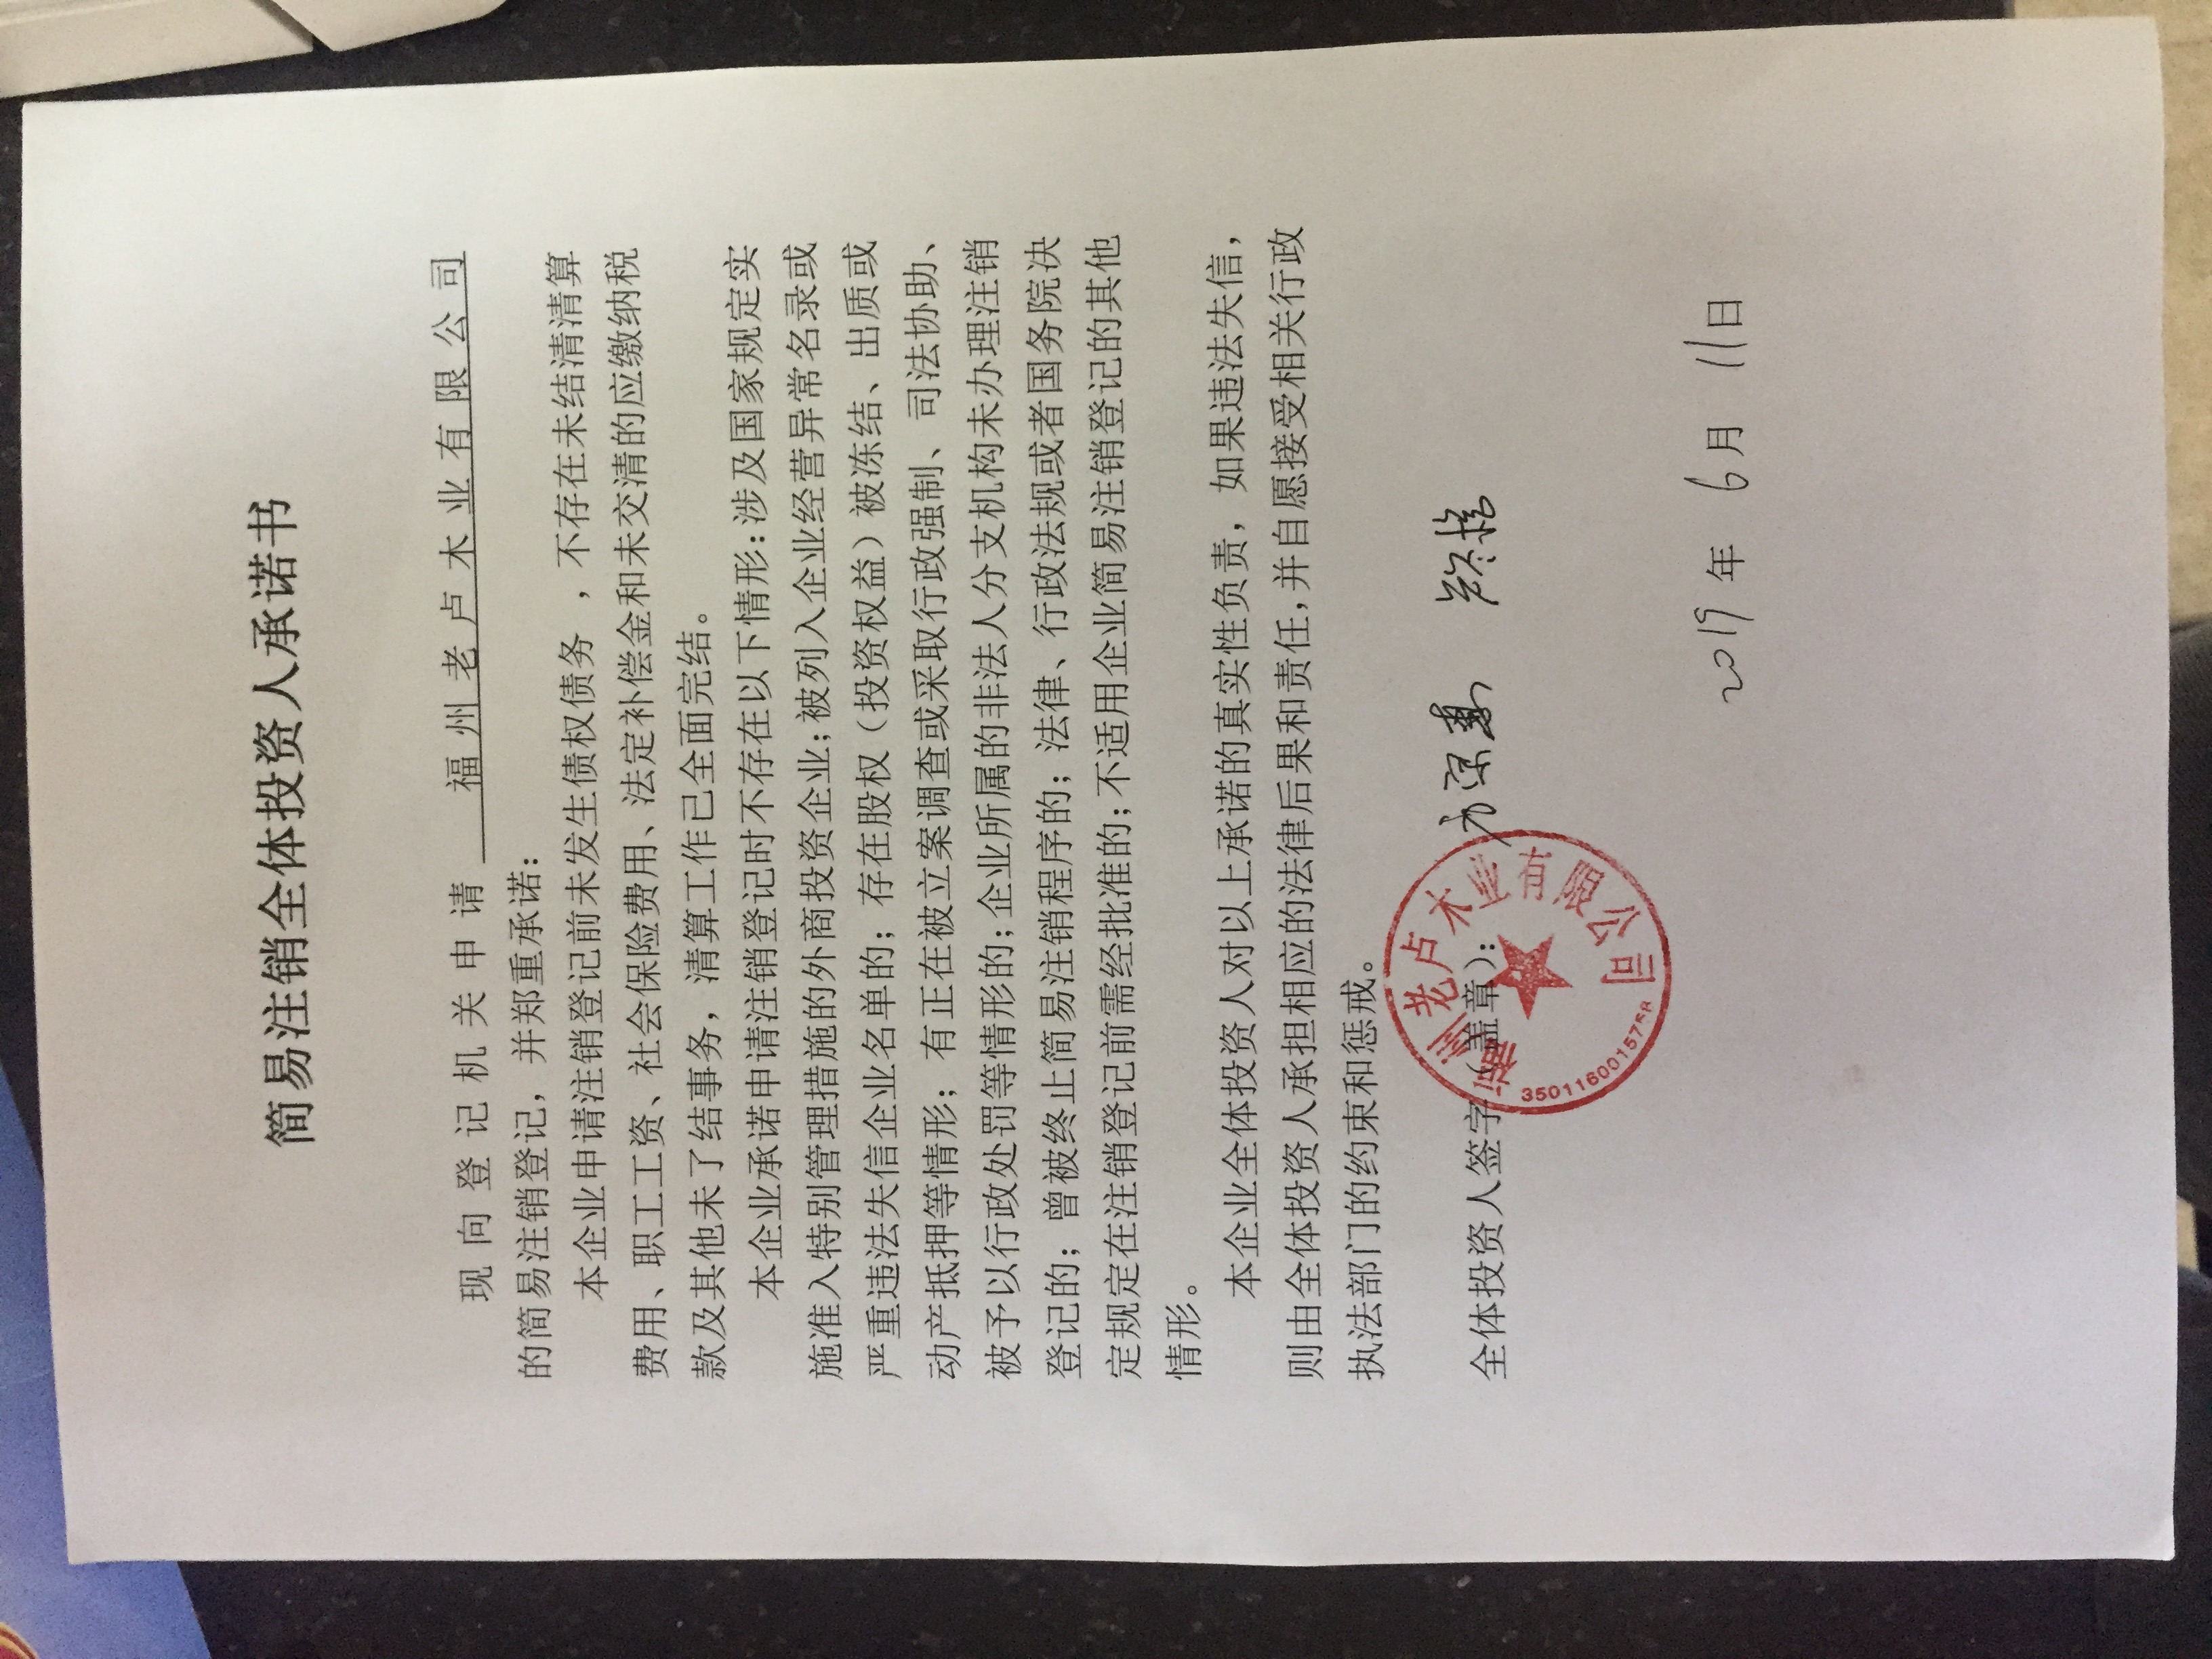 简易注销全体投资人承诺书
现向登记机关申请 福州老卢木业有限公司
的简易注销登记，并郑重承诺：
本企业申请注销登记前未发生债权债务 ，不存在未结清清算
费用、职工工资、社会保险费用、法定补偿金和未交清的应缴纳税
款及其他未了结事务，清算工作已全面完结。
本企业承诺申请注销登记时不存在以下情形：涉及国家规定实
施准入特别管理措施的外商投资企业；被列入企业经营异常名录或
严重违法失信企业名单的；存在股权（投资权益）被冻结、出质或
动产抵押等情形；有正在被立案调查或采取行政强制、司法协助、
被予以行政处罚等情形的；企业所属的非法人分支机构未办理注销
登记的；曾被终止简易注销程序的；法律、行政法规或者国务院决
定规定在注销登记前需经批准的；不适用企业简易注销登记的其他
情形。
本企业全体投资人对以上承诺的真实性负责，如果违法失信，
则由全体投资人承担相应的法律后果和责任，并自愿接受相关行政
执法部门的约束和惩戒。
全体投资人签字（盖章）： 方宗惠
福州老卢木业有限公司
2019 年 6 月 11 日